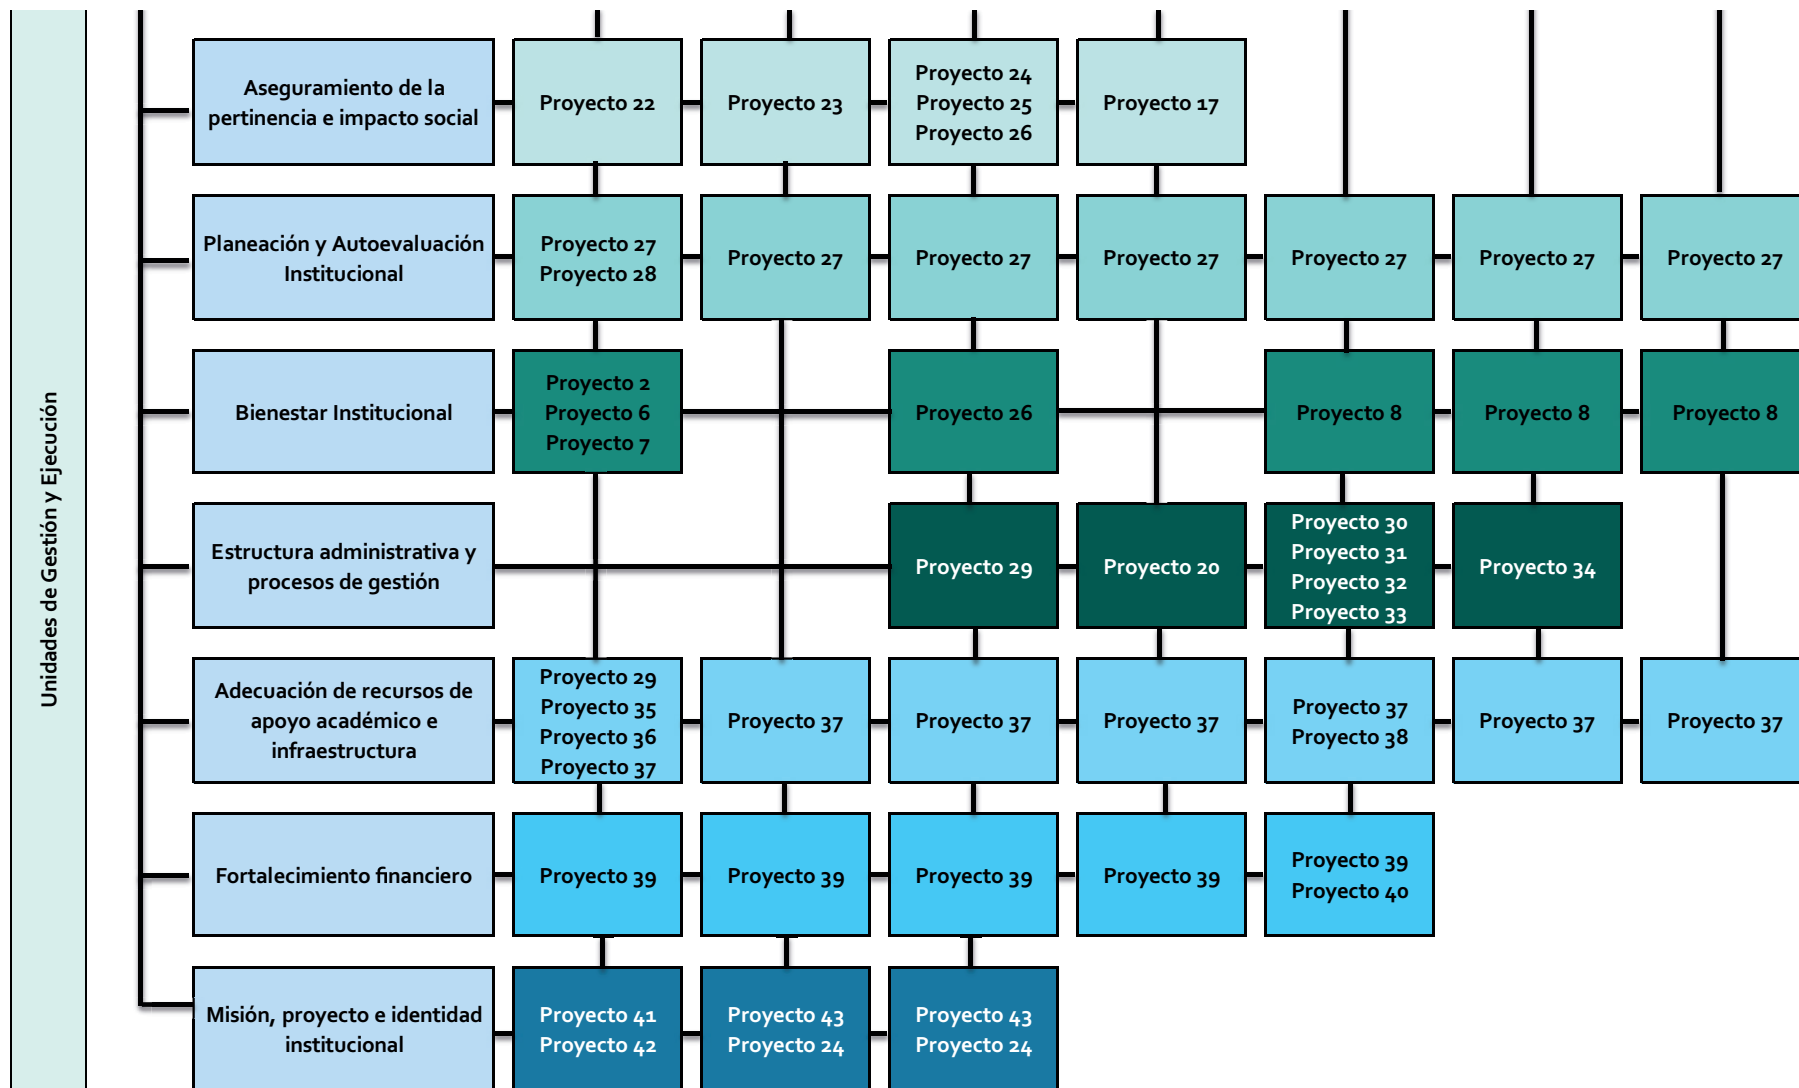 Unidades de Gestión y Ejecución
Aseguramiento de la
pertinencia e impacto social
Proyecto 22
Proyecto 23
Proyecto 24
Proyecto 25
Proyecto 26
Proyecto 17
Planeación y Autoevaluación
Institucional
Proyecto 27
Proyecto 28
Proyecto 27
Proyecto 27
Proyecto 27
Proyecto 27
Proyecto 27
Proyecto 27
Bienestar Institucional
Proyecto 2
Proyecto 6
Proyecto 7
Proyecto 26
Proyecto 8
Proyecto 8
Proyecto 8
Estructura administrativa y
procesos de gestión
Proyecto 29
Proyecto 20
Proyecto 30
Proyecto 31
Proyecto 32
Proyecto 33
Proyecto 34
Adecuación de recursos de
apoyo académico e
infraestructura
Proyecto 29
Proyecto 35
Proyecto 36
Proyecto 37
Proyecto 37
Proyecto 37
Proyecto 37
Proyecto 37
Proyecto 38
Proyecto 37
Proyecto 37
Fortalecimiento financiero
Proyecto 39
Proyecto 39
Proyecto 39
Proyecto 39
Proyecto 39
Proyecto 40
Misión, proyecto e identidad
institucional
Proyecto 41
Proyecto 42
Proyecto 43
Proyecto 24
Proyecto 43
Proyecto 24